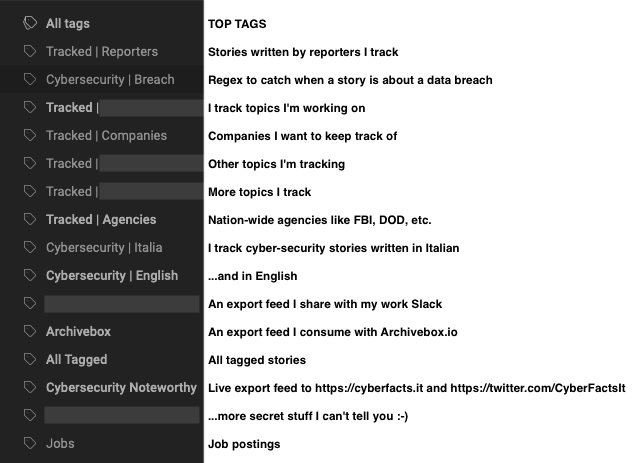 All tags TOP TAGS
Tracked | Reporters Stories written by reporters I track
Cybersecurity | Breach Regex to catch when a story is about a data breach
Tracked | I track topics I'm working on
Tracked | Companies Companies I want to keep track of
Tracked | Other topics I'm tracking
Tracked | More topics I track
Tracked | Agencies Nation-wide agencies like FBI, DOD, etc.
Cybersecurity | Italia I track cyber-security stories written in Italian
Cybersecurity | English ...and in English
An export feed I share with my work Slack
Archivebox An export feed I consume with Archivebox.io
All Tagged All tagged stories
Cybersecurity Noteworthy Live export feed to https://cyberfacts.it and https://twitter.com/CyberFactsIt
...more secret stuff I can't tell you :-)
Jobs Job postings